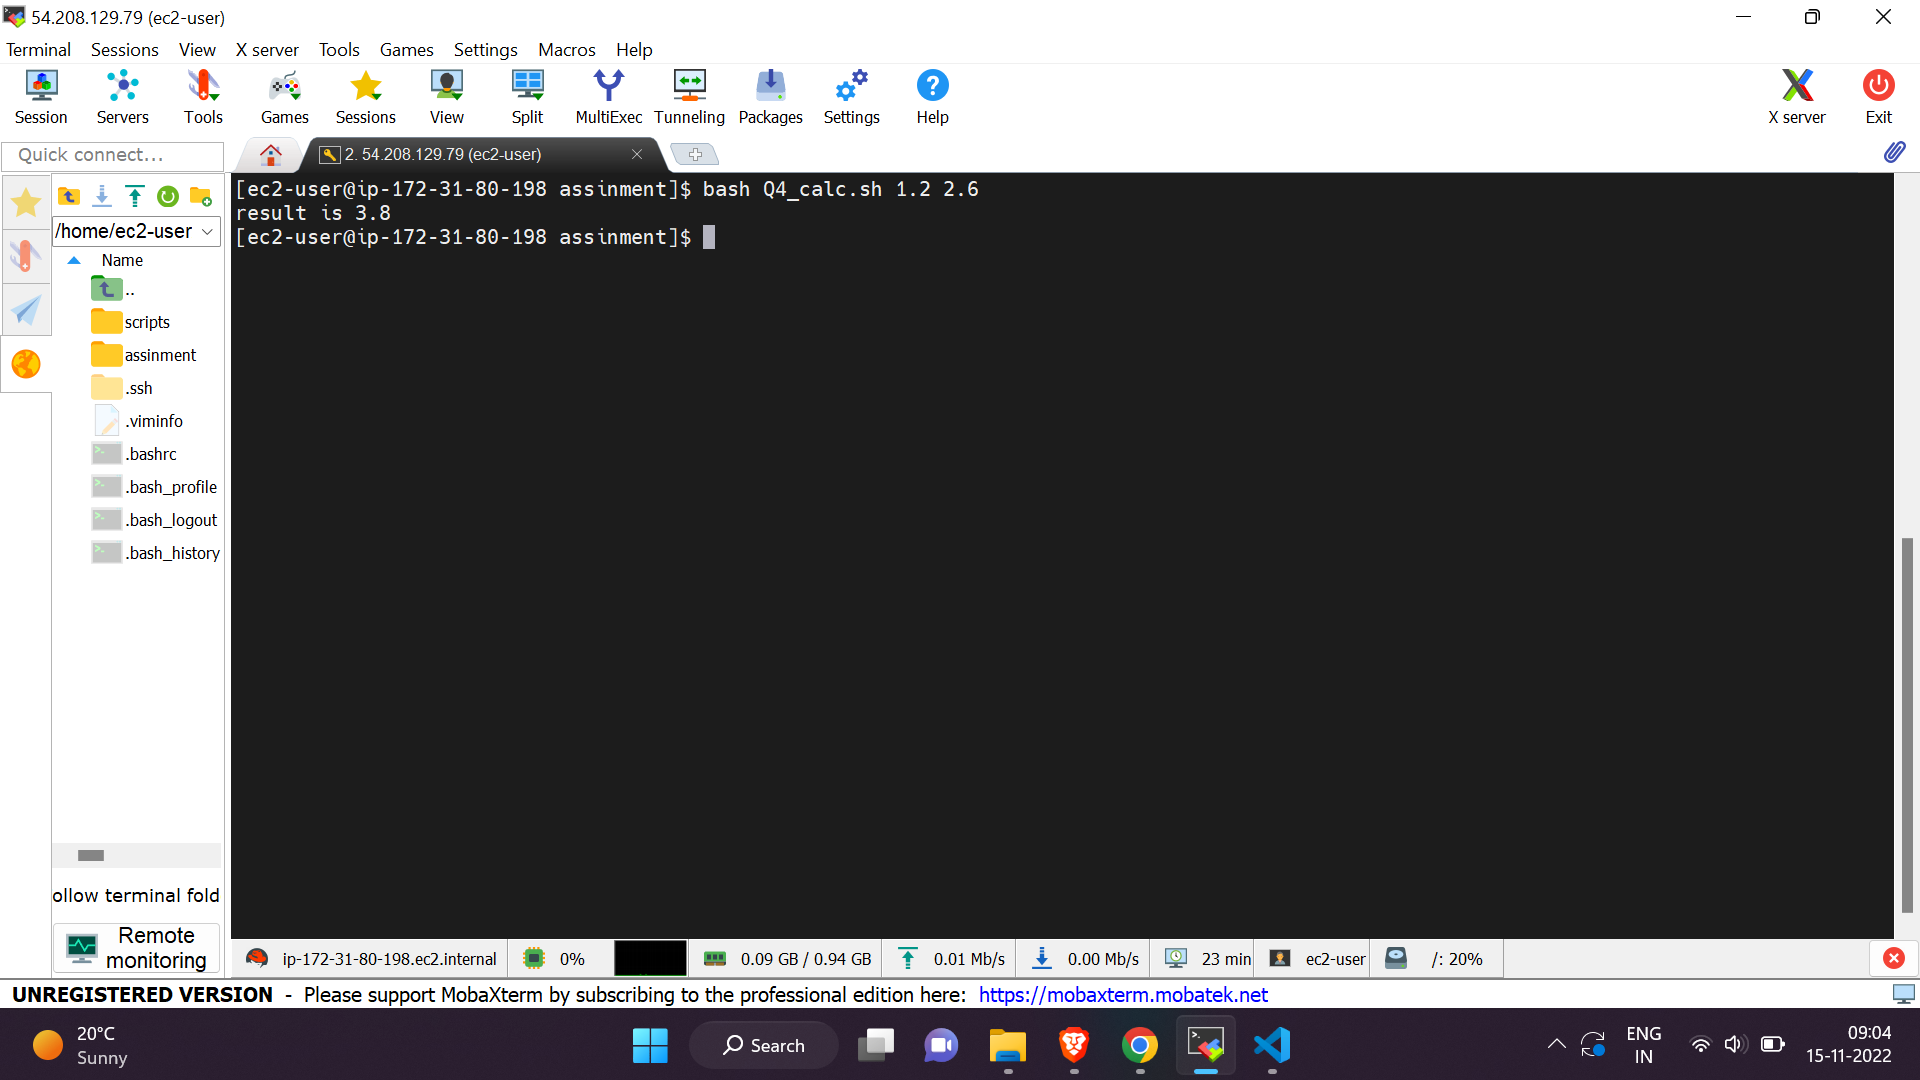 54.208.129.79 (ec2-user)
Terminal Sessions View X server Tools Games Settings Macros Help
Session Servers Tools Games Sessions View Split MultiExec Tunneling Packages Settings Help X server Exit
Quick connect...
2. 54.208.129.79 (ec2-user)
/home/ec2-user
Name
..
scripts
assinment
.ssh
.viminfo
.bashrc
.bash_profile
.bash_logout
.bash_history
ollow terminal fold
Remote
monitoring
[ec2-user@ip-172-31-80-198 assinment]$ bash Q4_calc.sh 1.2 2.6
result is 3.8
[ec2-user@ip-172-31-80-198 assinment]$
ip-172-31-80-198.ec2.internal 0% 0.09 GB / 0.94 GB 0.01 Mb/s 0.00 Mb/s 23 min ec2-user /: 20%
UNREGISTERED VERSION - Please support MobaXterm by subscribing to the professional edition here: https://mobaxterm.mobatek.net
20°C
Sunny
Search
ENG
IN
09:04
15-11-2022